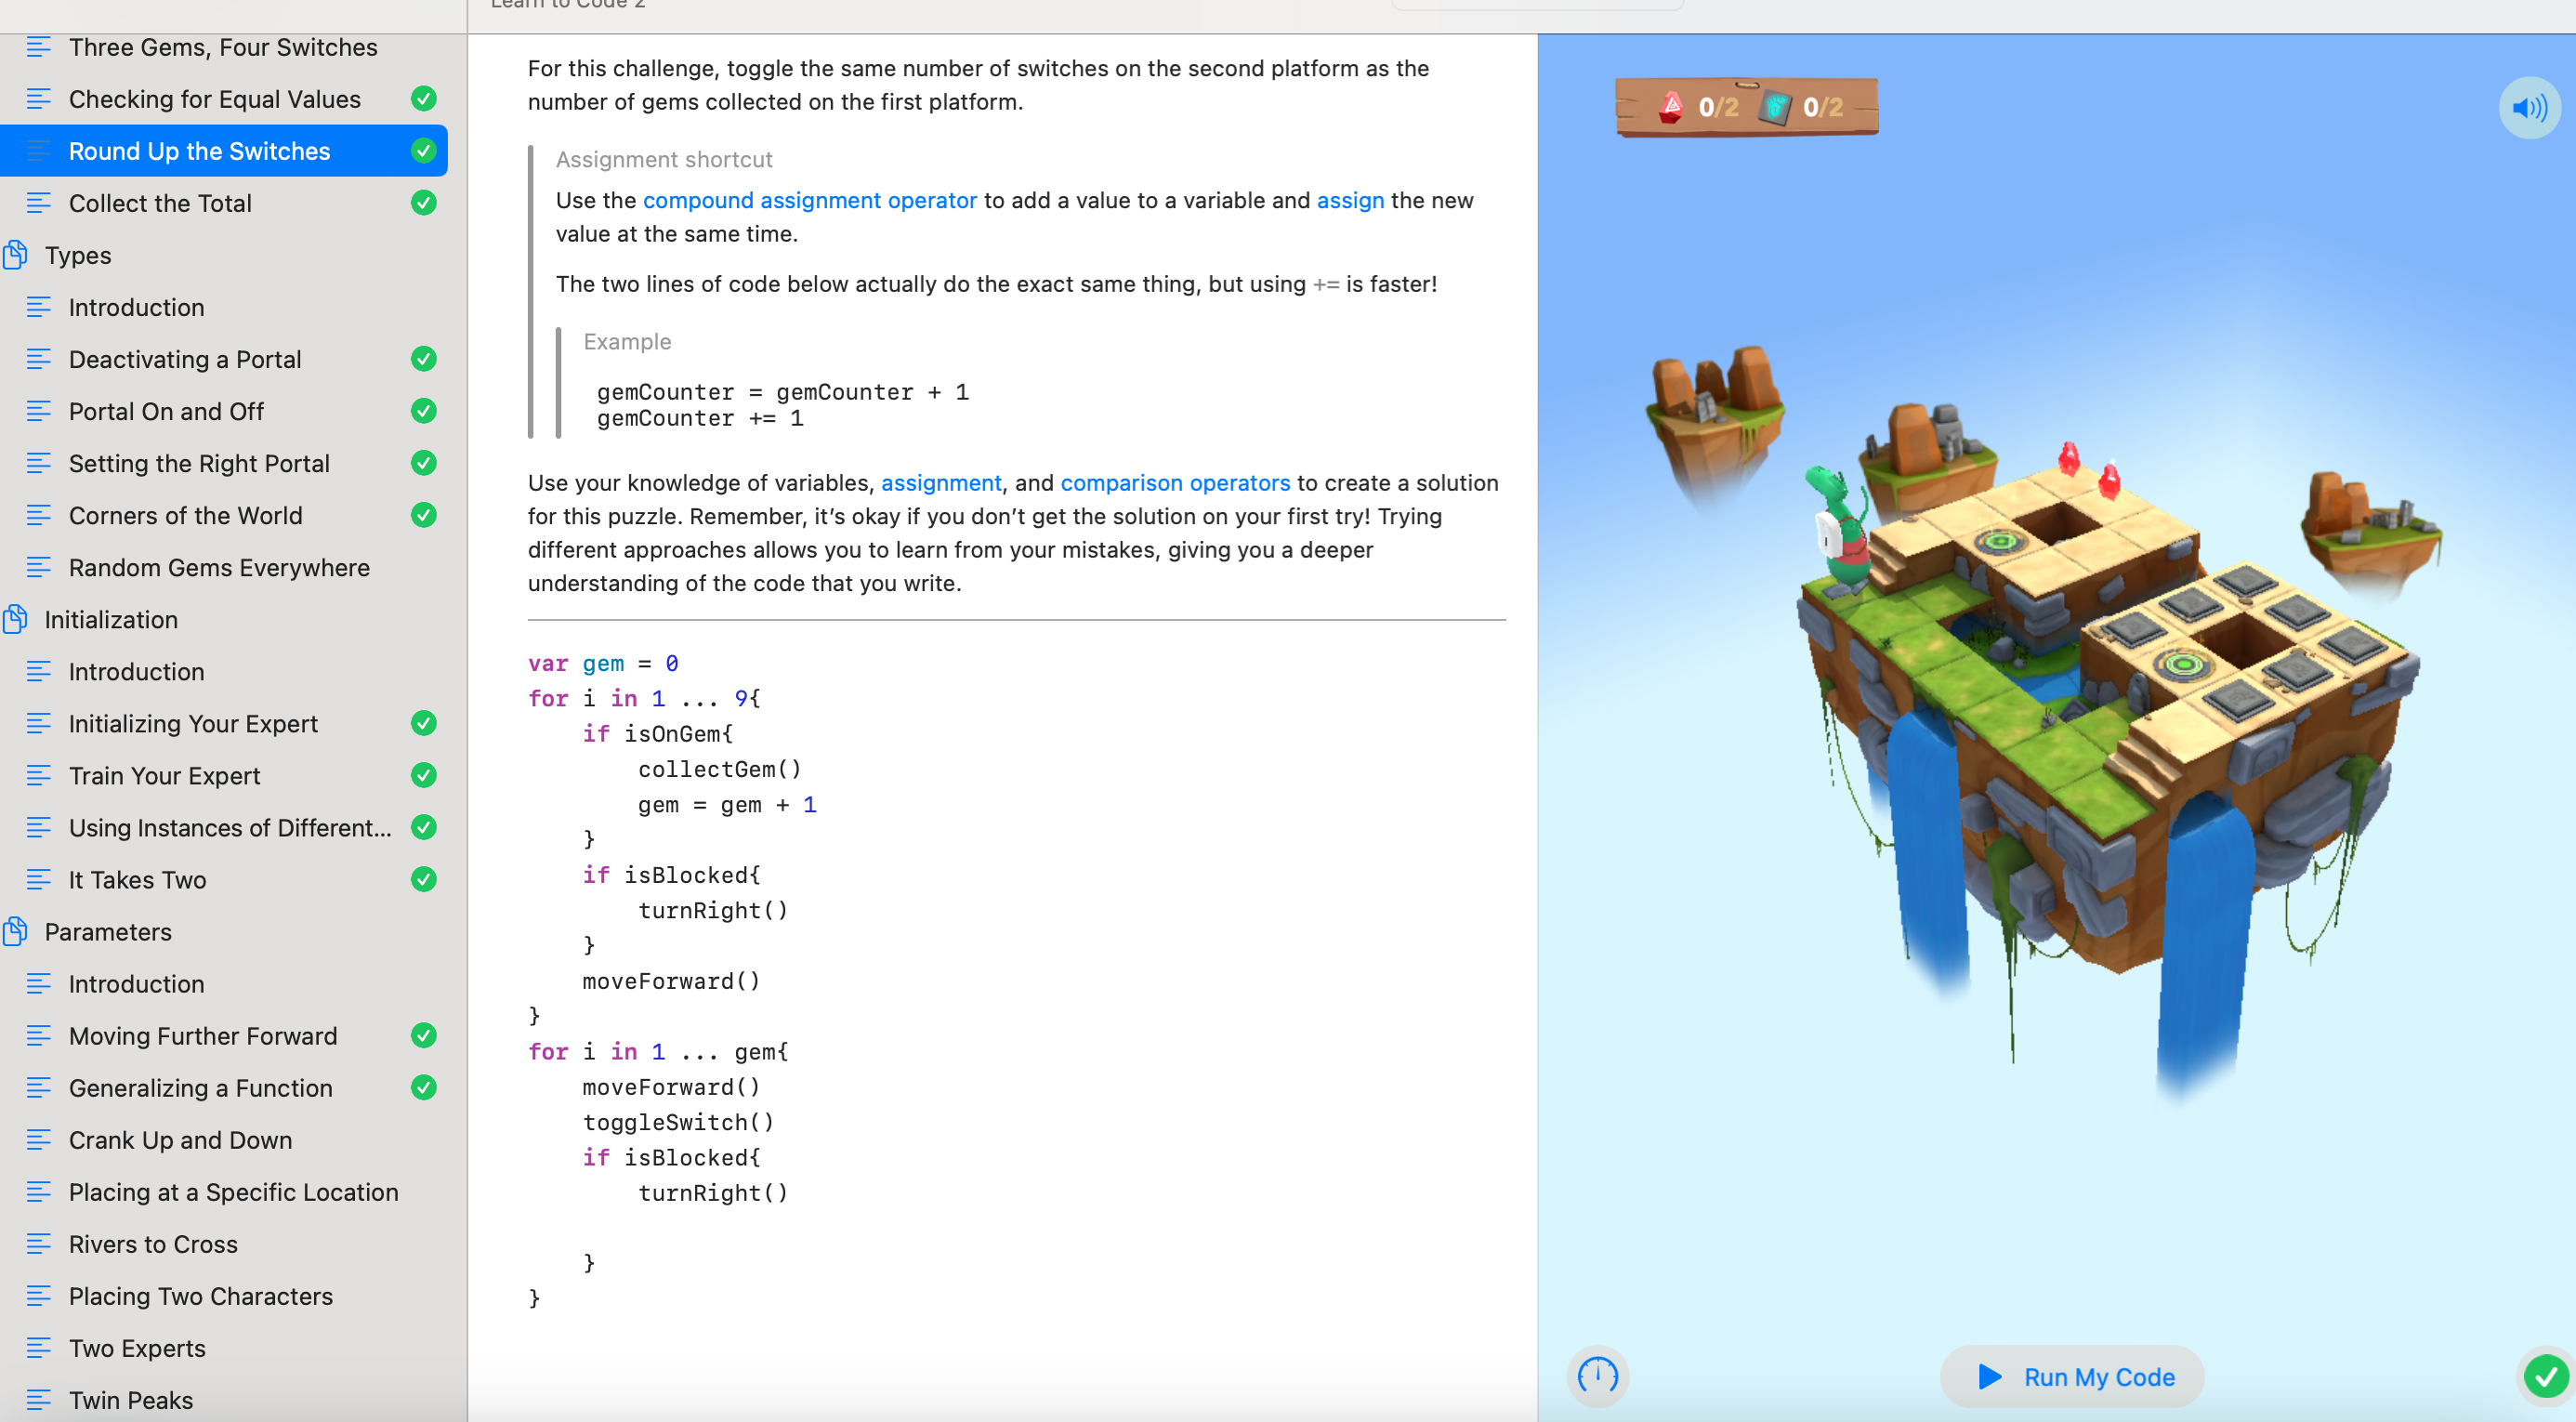 Learn to Code 2
Three Gems, Four Switches
Checking for Equal Values
Round Up the Switches
Collect the Total
Types
Introduction
Deactivating a Portal
Portal On and Off
Setting the Right Portal
Corners of the World
Random Gems Everywhere
Initialization
Introduction
Initializing Your Expert
Train Your Expert
Using Instances of Different...
It Takes Two
Parameters
Introduction
Moving Further Forward
Generalizing a Function
Crank Up and Down
Placing at a Specific Location
Rivers to Cross
Placing Two Characters
Two Experts
Twin Peaks
For this challenge, toggle the same number of switches on the second platform as the
number of gems collected on the first platform.
Assignment shortcut
Use the compound assignment operator to add a value to a variable and assign the new
value at the same time.
The two lines of code below actually do the exact same thing, but using += is faster!
Example
gemCounter = gemCounter + 1
gemCounter += 1
Use your knowledge of variables, assignment, and comparison operators to create a solution
for this puzzle. Remember, it’s okay if you don’t get the solution on your first try! Trying
different approaches allows you to learn from your mistakes, giving you a deeper
understanding of the code that you write.
var gem = 0
for i in 1 ... 9{
    if isOnGem{
        collectGem()
        gem = gem + 1
    }
    if isBlocked{
        turnRight()
    }
    moveForward()
}
for i in 1 ... gem{
    moveForward()
    toggleSwitch()
    if isBlocked{
        turnRight()
    }
}
0/2 0/2
Run My Code